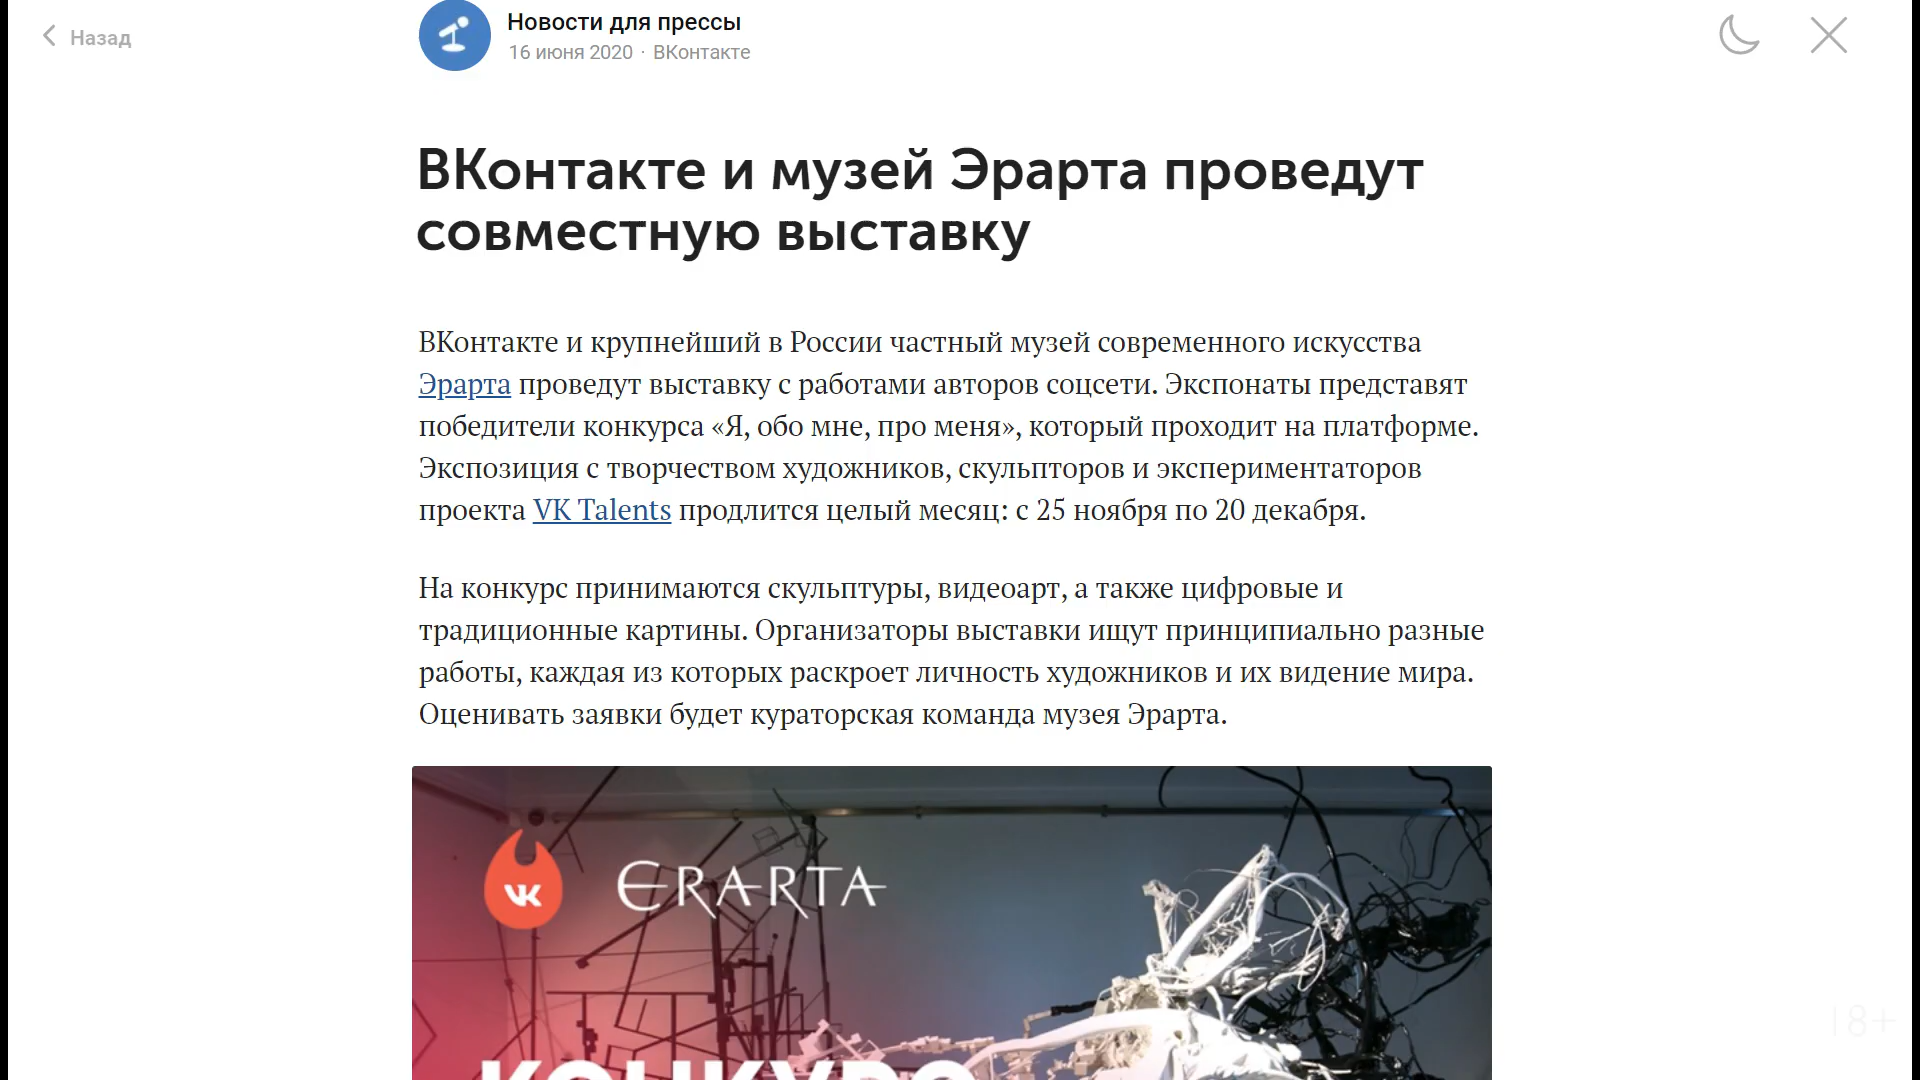 Назад
Новости для прессы
16 июня 2020 · ВКонтакте
ВКонтакте и музей Эрарта проведут
совместную выставку
ВКонтакте и крупнейший в России частный музей современного искусства
Эрарта проведут выставку с работами авторов соцсети. Экспонаты представят
победители конкурса «Я, обо мне, про меня», который проходит на платформе.
Экспозиция с творчеством художников, скульпторов и экспериментаторов
проекта VK Talents продлится целый месяц: с 25 ноября по 20 декабря.
На конкурс принимаются скульптуры, видеоарт, а также цифровые и
традиционные картины. Организаторы выставки ищут принципиально разные
работы, каждая из которых раскроет личность художников и их видение мира.
Оценивать заявки будет кураторская команда музея Эрарта.
VK ERARTA
КОНКУРС
18+